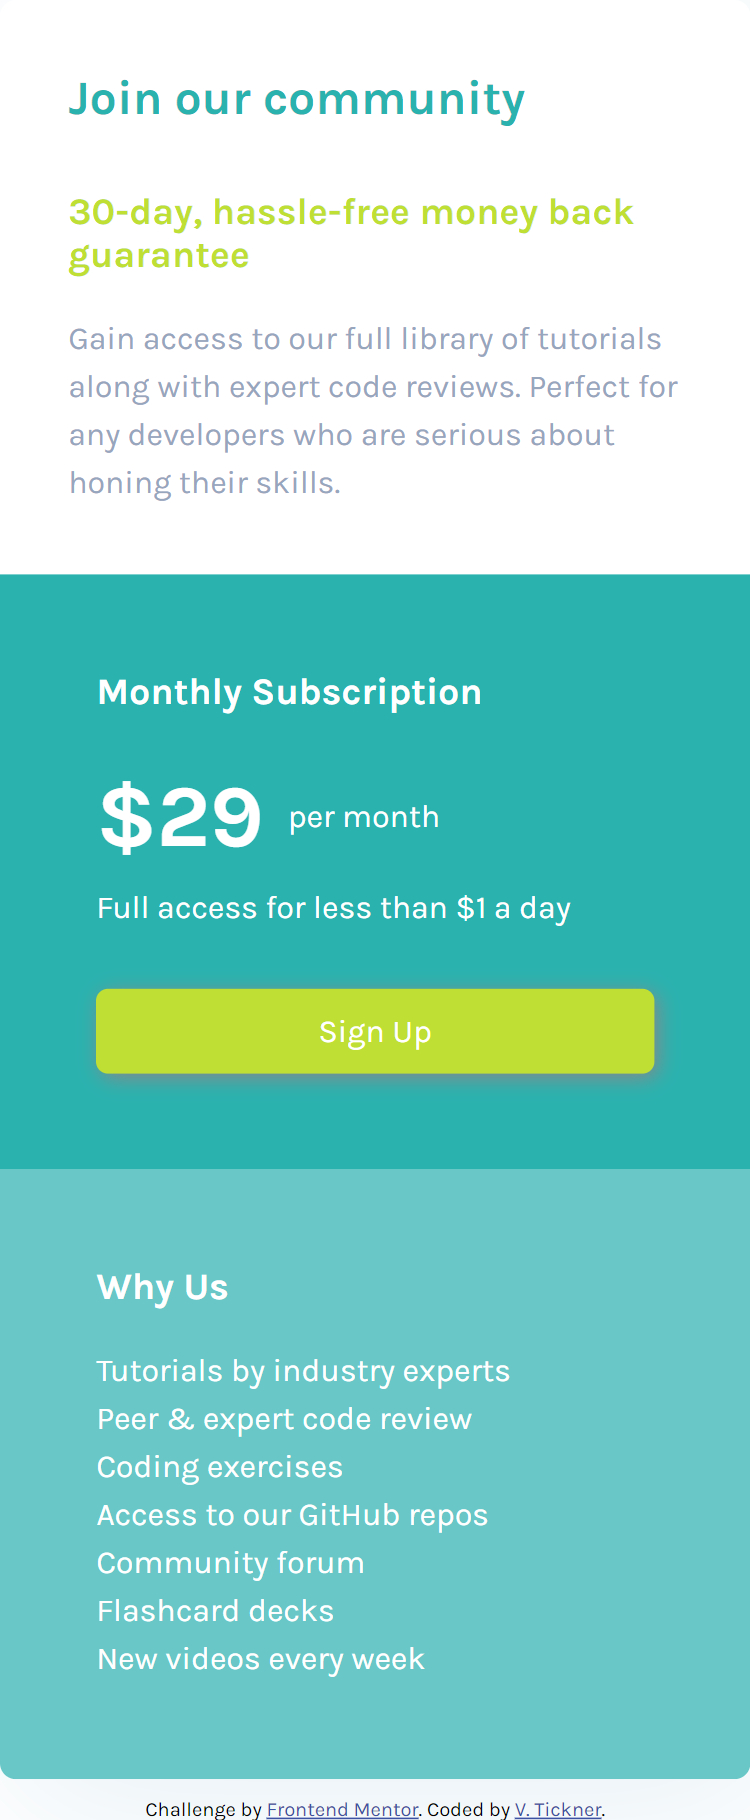 Join our community
30-day, hassle-free money back
guarantee
Gain access to our full library of tutorials
along with expert code reviews. Perfect for
any developers who are serious about
honing their skills.
Monthly Subscription
$29 per month
Full access for less than $1 a day
Sign Up
Why Us
Tutorials by industry experts
Peer & expert code review
Coding exercises
Access to our GitHub repos
Community forum
Flashcard decks
New videos every week
Challenge by Frontend Mentor. Coded by V. Tickner.